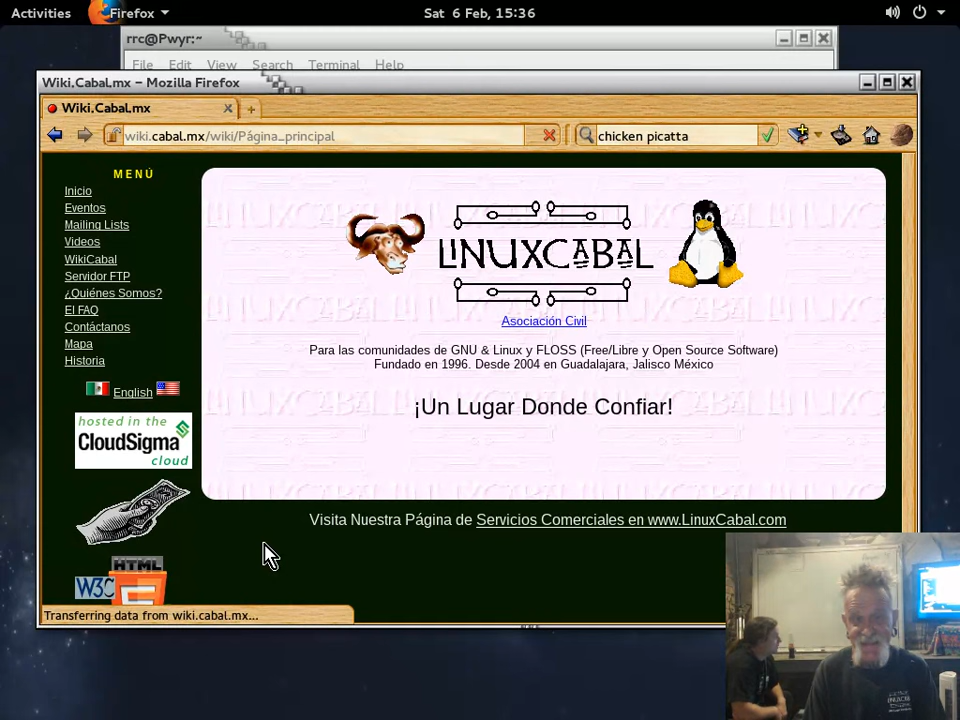 Activities Firefox Sat 6 Feb, 15:36
rrc@Pwyr:~
File Edit View Search Terminal Help
Wiki.Cabal.mx – Mozilla Firefox
Wiki.Cabal.mx
wiki.cabal.mx/wiki/Página_principal chicken picatta
MENÚ
Inicio
Eventos
Mailing Lists
Videos
WikiCabal
Servidor FTP
¿Quiénes Somos?
El FAQ
Contáctanos
Mapa
Historia
English
hosted in the
CloudSigma
cloud
HTML
W3C
LINUXCABAL
Asociación Civil
Para las comunidades de GNU & Linux y FLOSS (Free/Libre y Open Source Software)
Fundado en 1996. Desde 2004 en Guadalajara, Jalisco México
¡Un Lugar Donde Confiar!
Visita Nuestra Página de Servicios Comerciales en www.LinuxCabal.com
Transferring data from wiki.cabal.mx...